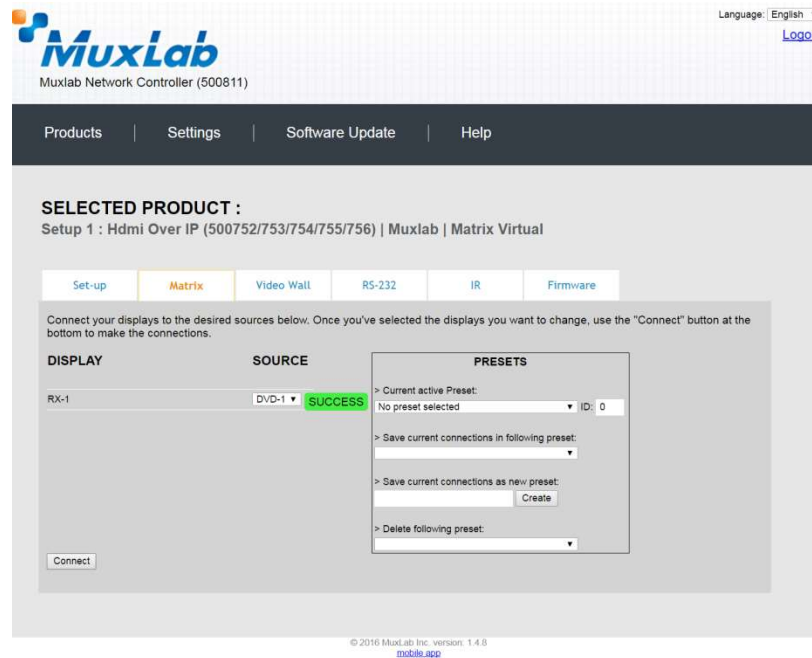 Language: English
Logo
MuxLab
Muxlab Network Controller (500811)
Products | Settings | Software Update | Help
SELECTED PRODUCT :
Setup 1 : Hdmi Over IP (500752/753/754/755/756) | Muxlab | Matrix Virtual
Set-up Matrix Video Wall RS-232 IR Firmware
Connect your displays to the desired sources below. Once you've selected the displays you want to change, use the "Connect" button at the
bottom to make the connections.
DISPLAY SOURCE PRESETS
> Current active Preset:
RX-1 DVD-1 SUCCESS No preset selected ID: 0
> Save current connections in following preset:
> Save current connections as new preset:
Create
> Delete following preset:
Connect
© 2016 MuxLab Inc. version: 1.4.8
mobile app